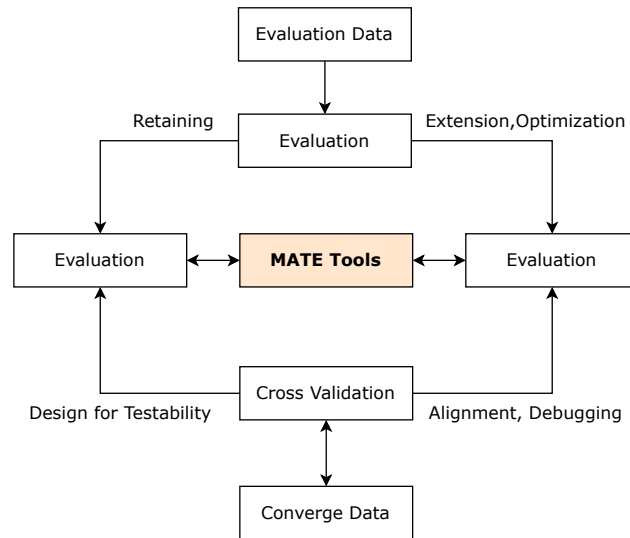 Evaluation Data
Retaining
Evaluation
Extension,Optimization
Evaluation
MATE Tools
Evaluation
Cross Validation
Design for Testability
Alignment, Debugging
Converge Data